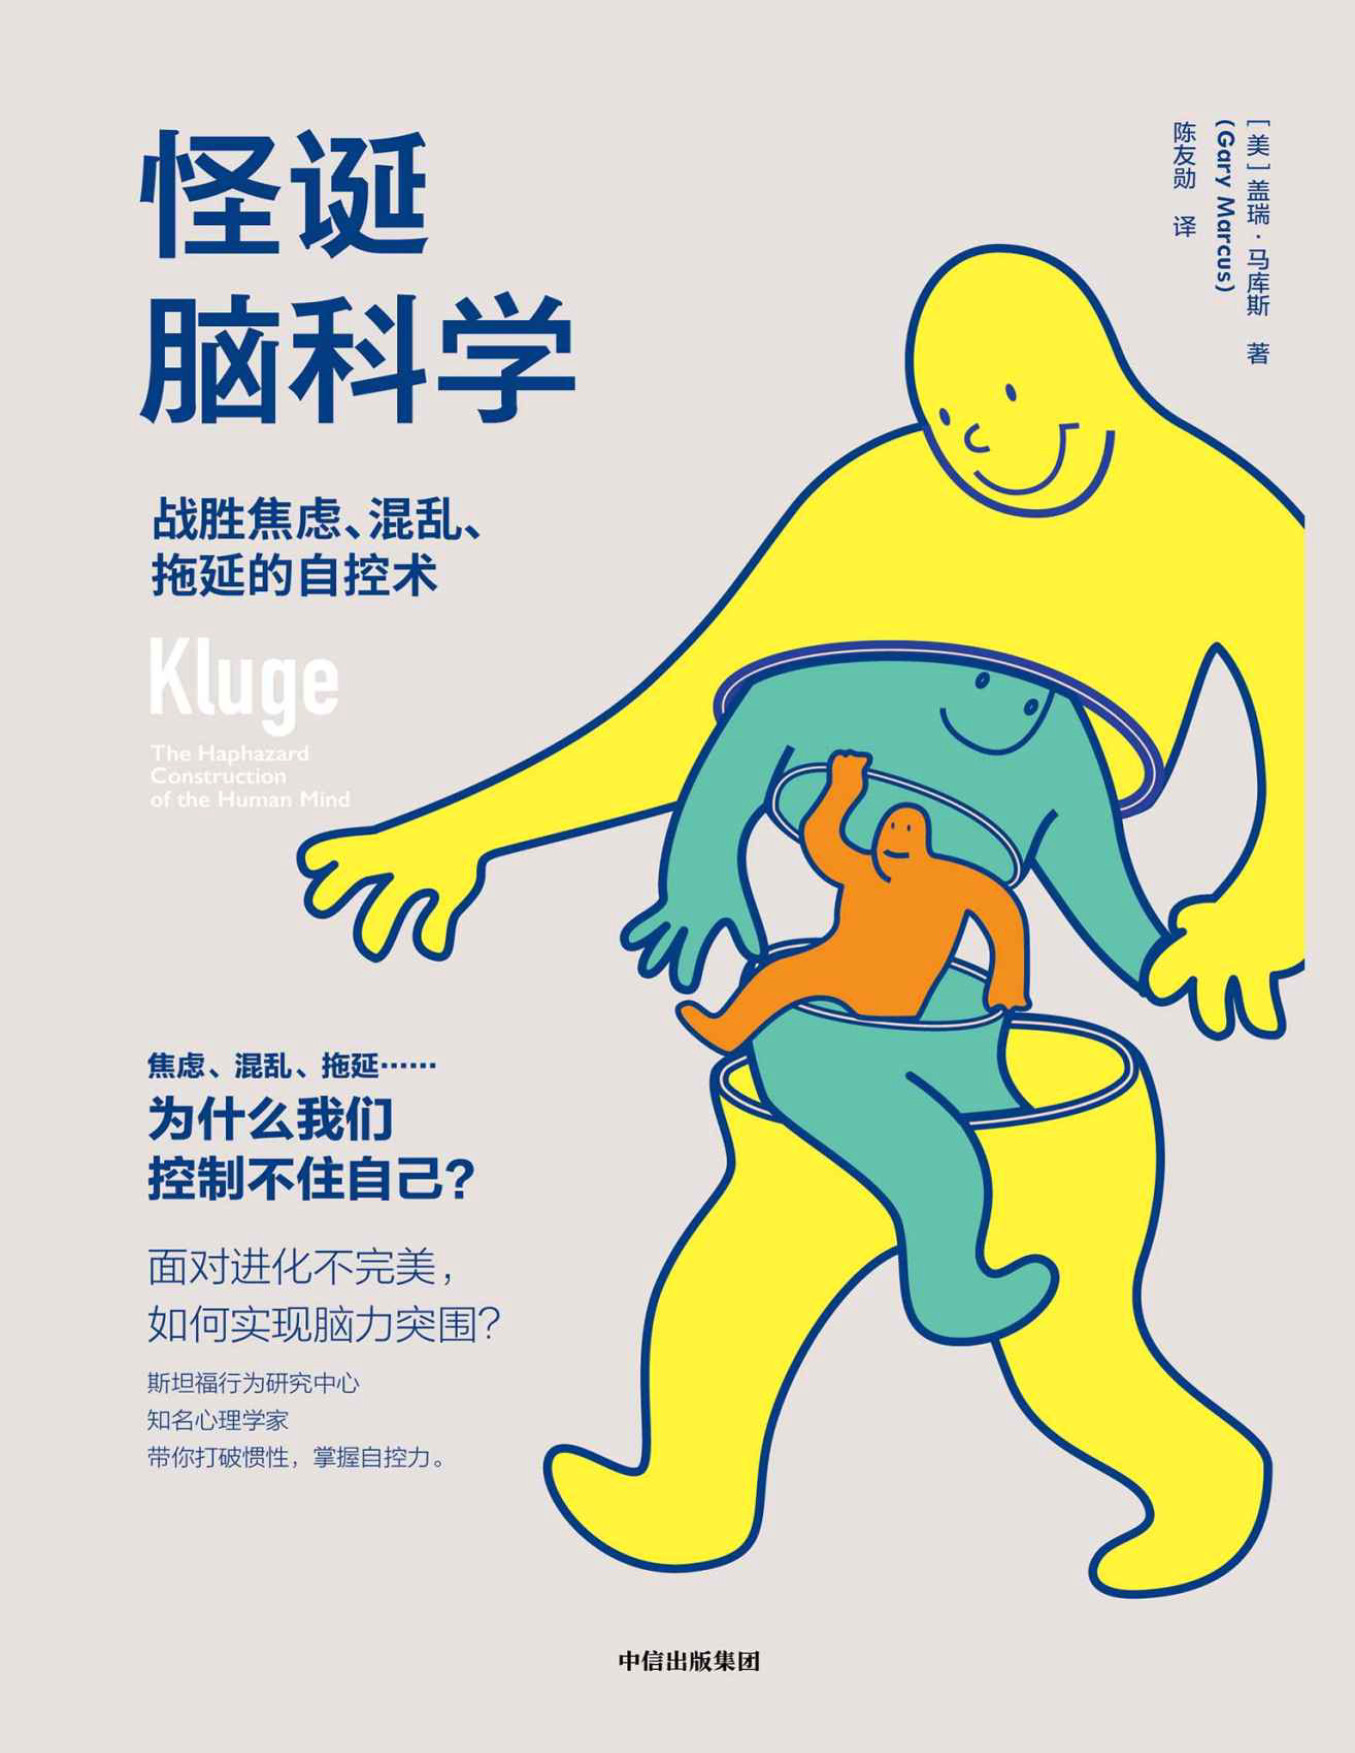 怪诞
脑科学
战胜焦虑、混乱、
拖延的自控术
Kluge
The Haphazard
Construction
of the Human Mind
[美]盖瑞·马库斯 著
(Gary Marcus)
陈友勋 译
焦虑、混乱、拖延……
为什么我们
控制不住自己?
面对进化不完美，
如何实现脑力突围?
斯坦福行为研究中心
知名心理学家
带你打破惯性，掌握自控力。
中信出版集团